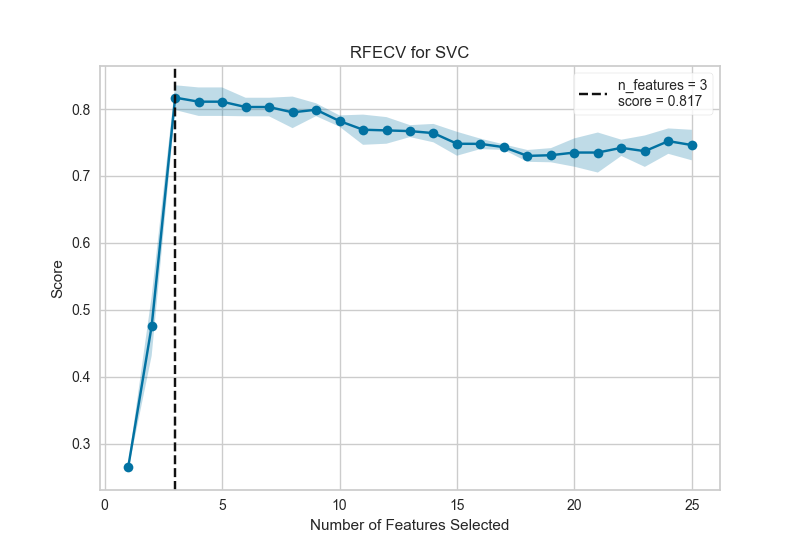 RFECV for SVC
n_features = 3
score = 0.817
Score
0.8
0.7
0.6
0.5
0.4
0.3
0
5
10
15
20
25
Number of Features Selected